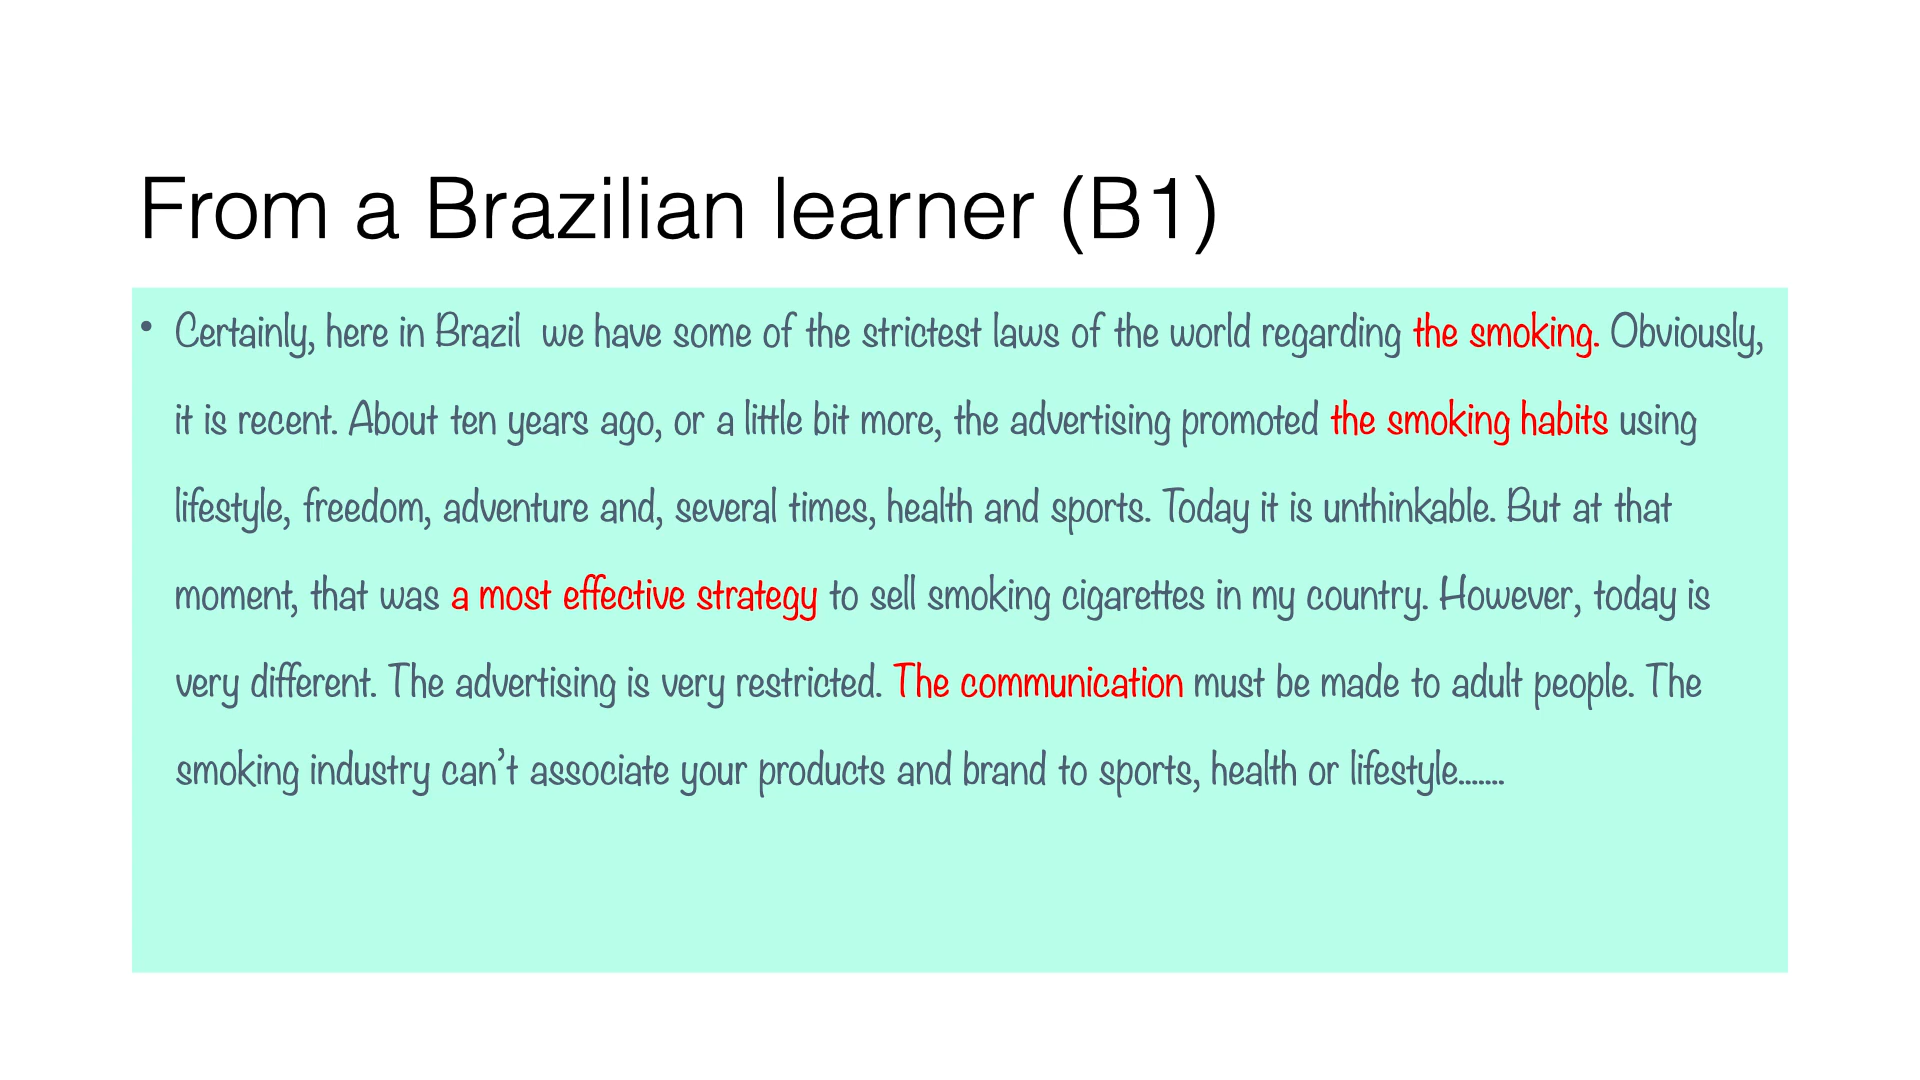 From a Brazilian learner (B1)
• Certainly, here in Brazil  we have some of the strictest laws of the world regarding the smoking. Obviously,
it is recent. About ten years ago, or a little bit more, the advertising promoted the smoking habits using
lifestyle, freedom, adventure and, several times, health and sports. Today it is unthinkable. But at that
moment, that was a most effective strategy to sell smoking cigarettes in my country. However, today is
very different. The advertising is very restricted. The communication must be made to adult people. The
smoking industry can’t associate your products and brand to sports, health or lifestyle.......